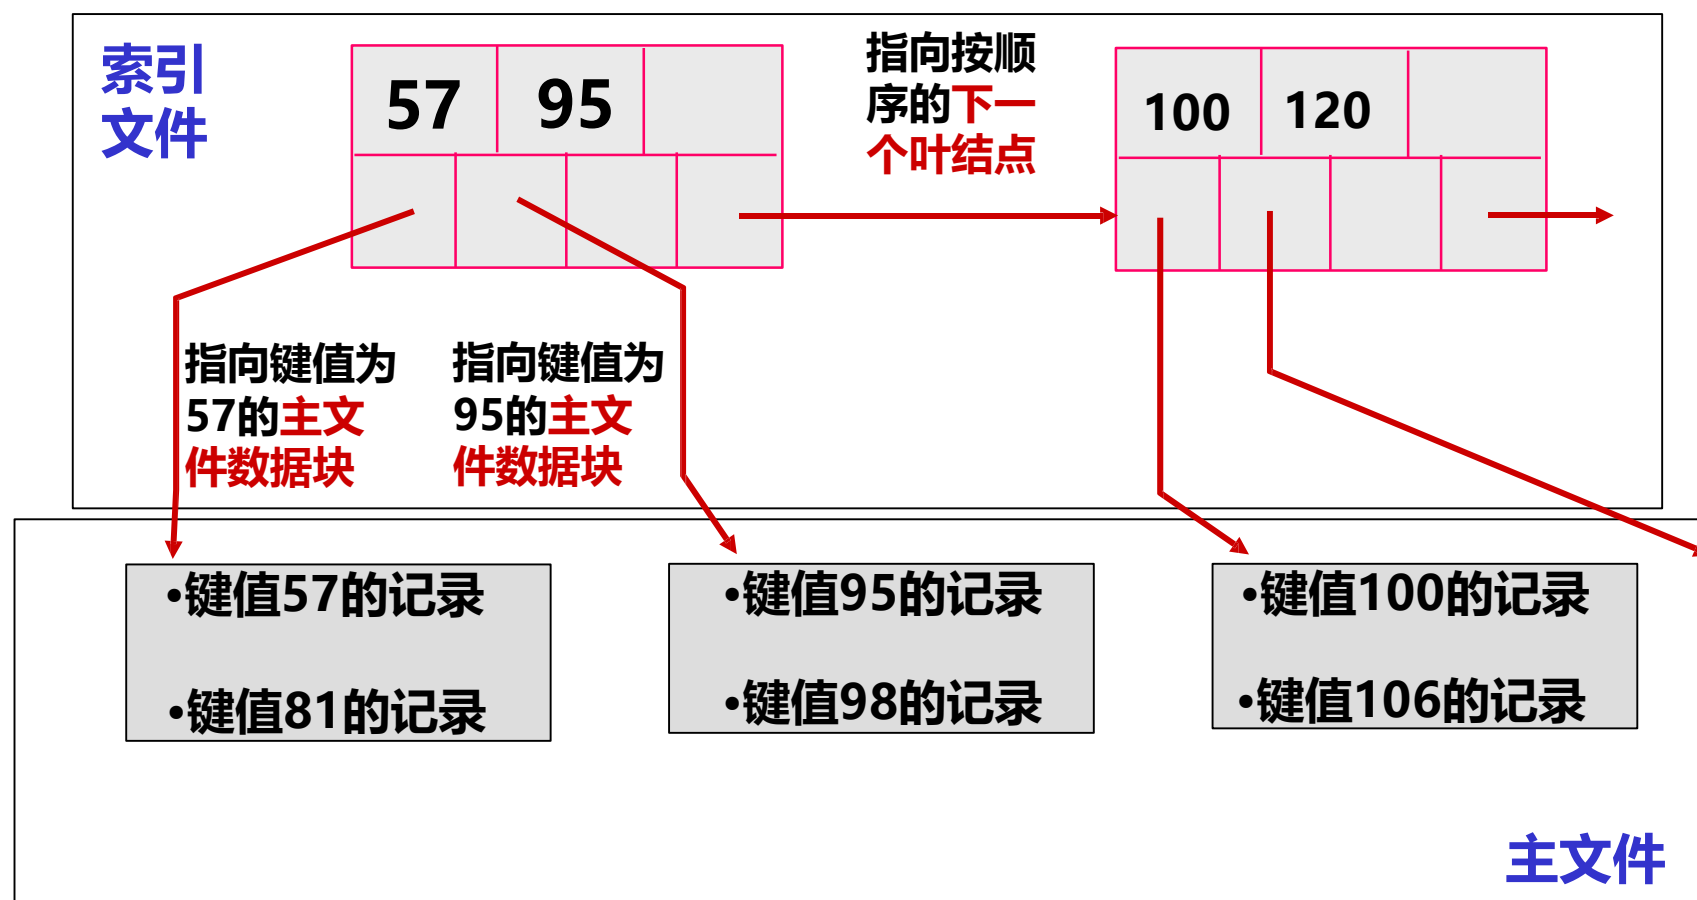 索引
文件
57
95
指向按顺
序的下一
个叶结点
100
120
指向键值为
57的主文
件数据块
指向键值为
95的主文
件数据块
•键值57的记录
•键值81的记录
•键值95的记录
•键值98的记录
•键值100的记录
•键值106的记录
主文件